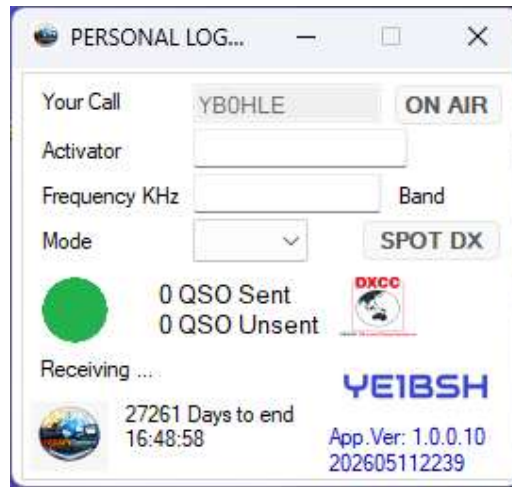 PERSONAL LOG...
Your Call YB0HLE ON AIR
Activator
Frequency KHz Band
Mode SPOT DX
0 QSO Sent
0 QSO Unsent
DXCC
Receiving ...
YE1BSH
27261 Days to end
16:48:58
App.Ver: 1.0.0.10
202605112239